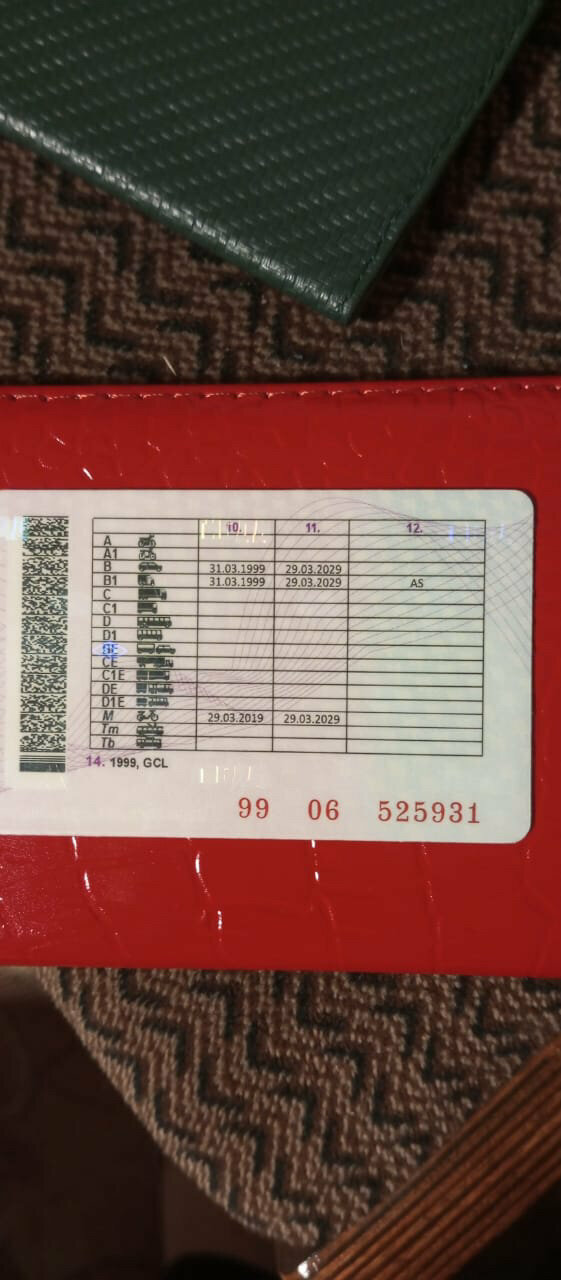 10. 11. 12.
A
A1
B 31.03.1999 29.03.2029
B1 31.03.1999 29.03.2029 AS
C
C1
D
D1
BE
CE
C1E
DE
D1E
M 29.03.2019 29.03.2029
Tm
Tb
14. 1999, GCL
99 06 525931